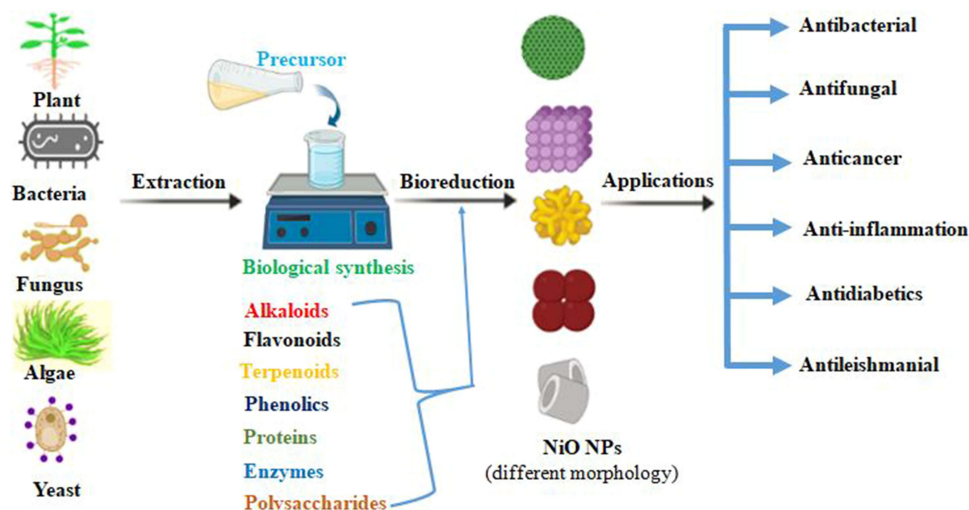 Plant
Bacteria
Fungus
Algae
Yeast
Extraction
Precursor
Biological synthesis
Alkaloids
Flavonoids
Terpenoids
Phenolics
Proteins
Enzymes
Polysaccharides
Bioreduction
NiO NPs
(different morphology)
Applications
Antibacterial
Antifungal
Anticancer
Anti-inflammation
Antidiabetics
Antileishmanial